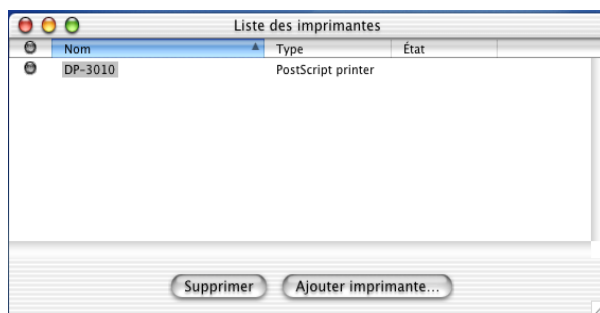 Liste des imprimantes
Nom Type État
DP-3010 PostScript printer
Supprimer Ajouter imprimante...